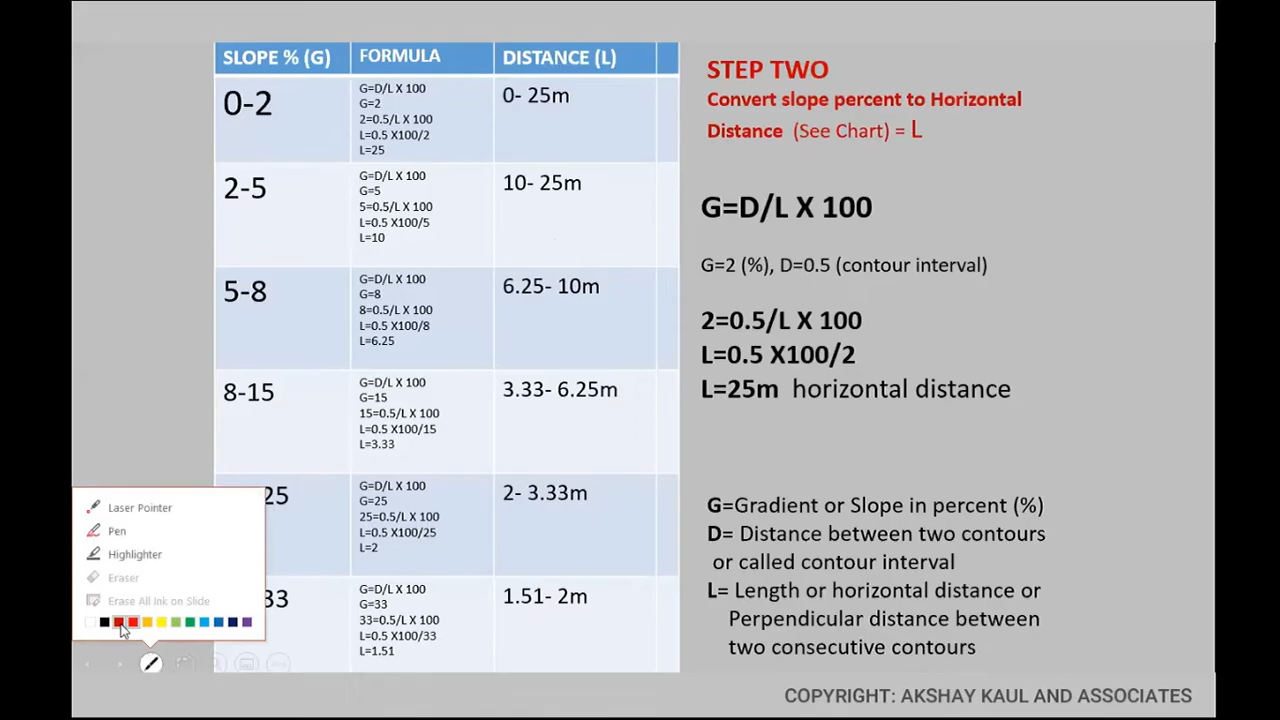 SLOPE % (G) FORMULA DISTANCE (L)
0-2
G=D/L X 100
G=2
2=0.5/L X 100
L=0.5 X100/2
L=25
0- 25m
2-5
G=D/L X 100
G=5
5=0.5/L X 100
L=0.5 X100/5
L=10
10- 25m
5-8
G=D/L X 100
G=8
8=0.5/L X 100
L=0.5 X100/8
L=6.25
6.25- 10m
8-15
G=D/L X 100
G=15
15=0.5/L X 100
L=0.5 X100/15
L=3.33
3.33- 6.25m
25
G=D/L X 100
G=25
25=0.5/L X 100
L=0.5 X100/25
L=2
2- 3.33m
33
G=D/L X 100
G=33
33=0.5/L X 100
L=0.5 X100/33
L=1.51
1.51- 2m
STEP TWO
Convert slope percent to Horizontal
Distance (See Chart) = L
G=D/L X 100
G=2 (%), D=0.5 (contour interval)
2=0.5/L X 100
L=0.5 X100/2
L=25m horizontal distance
G=Gradient or Slope in percent (%)
D= Distance between two contours
or called contour interval
L= Length or horizontal distance or
Perpendicular distance between
two consecutive contours
Laser Pointer
Pen
Highlighter
Eraser
Erase All Ink on Slide
COPYRIGHT: AKSHAY KAUL AND ASSOCIATES